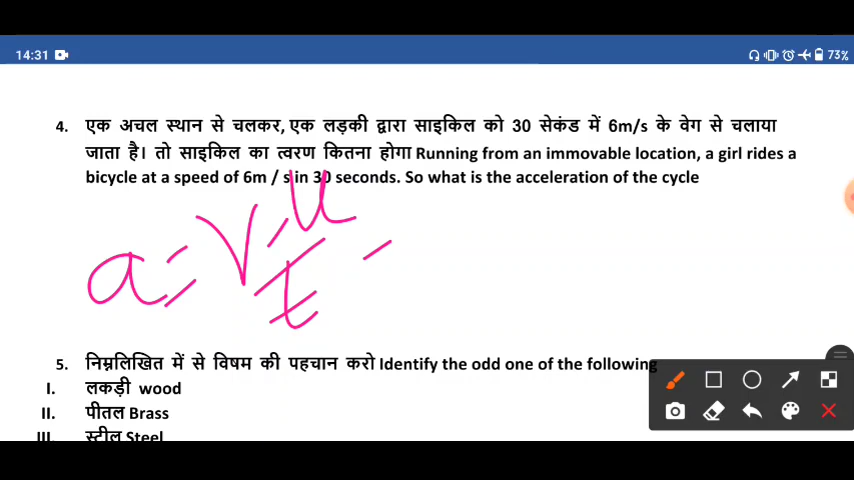 14:31
73%
4. एक अचल स्थान से चलकर, एक लड़की द्वारा साइकिल को 30 सेकंड में 6m/s के वेग से चलाया
जाता है। तो साइकिल का त्वरण कितना होगा Running from an immovable location, a girl rides a
bicycle at a speed of 6m / s in 30 seconds. So what is the acceleration of the cycle
a = v-u/t =
5. निम्नलिखित में से विषम की पहचान करो Identify the odd one of the following
I. लकड़ी wood
II. पीतल Brass
III. स्टील Steel